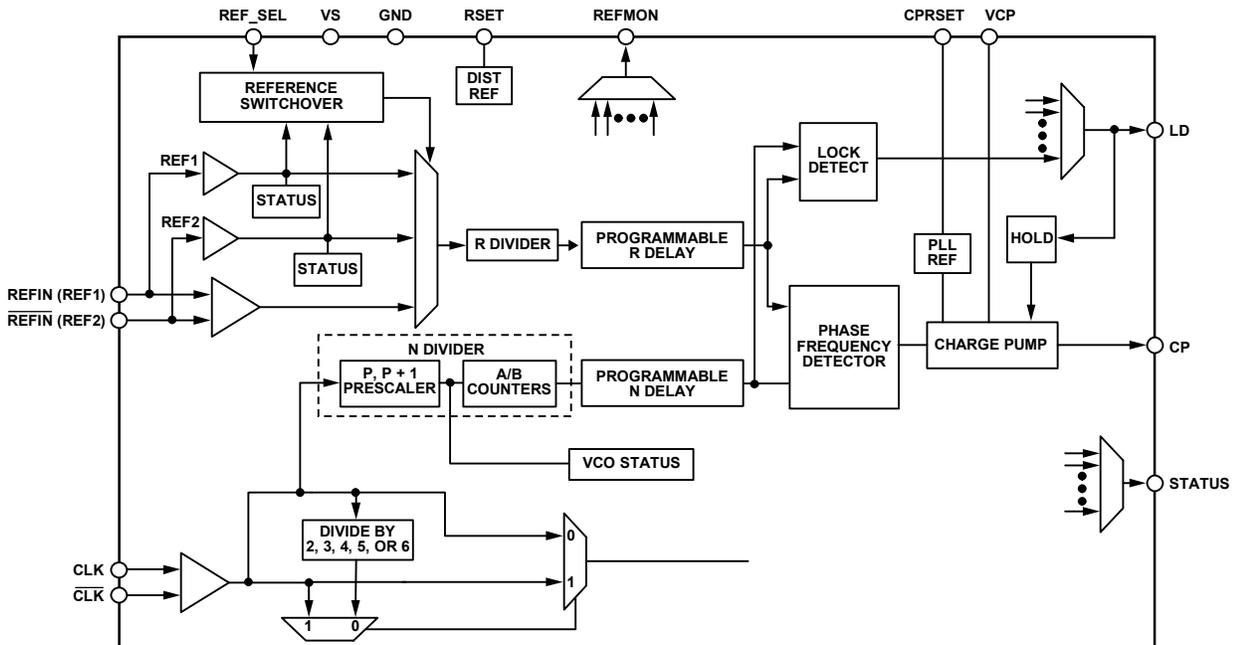 REF_SEL
VS
GND
RSET
REFMON
CPRSET
VCP
REFERENCE
SWITCHOVER
DIST
REF
LD
LOCK
DETECT
REF1
STATUS
REF2
STATUS
R DIVIDER
PROGRAMMABLE
R DELAY
PLL
REF
HOLD
REFIN (REF1)
REFIN (REF2)
N DIVIDER
P, P + 1
PRESCALER
A/B
COUNTERS
PROGRAMMABLE
N DELAY
PHASE
FREQUENCY
DETECTOR
CHARGE PUMP
CP
VCO STATUS
STATUS
DIVIDE BY
2, 3, 4, 5, OR 6
0
CLK
CLK
1
1
0